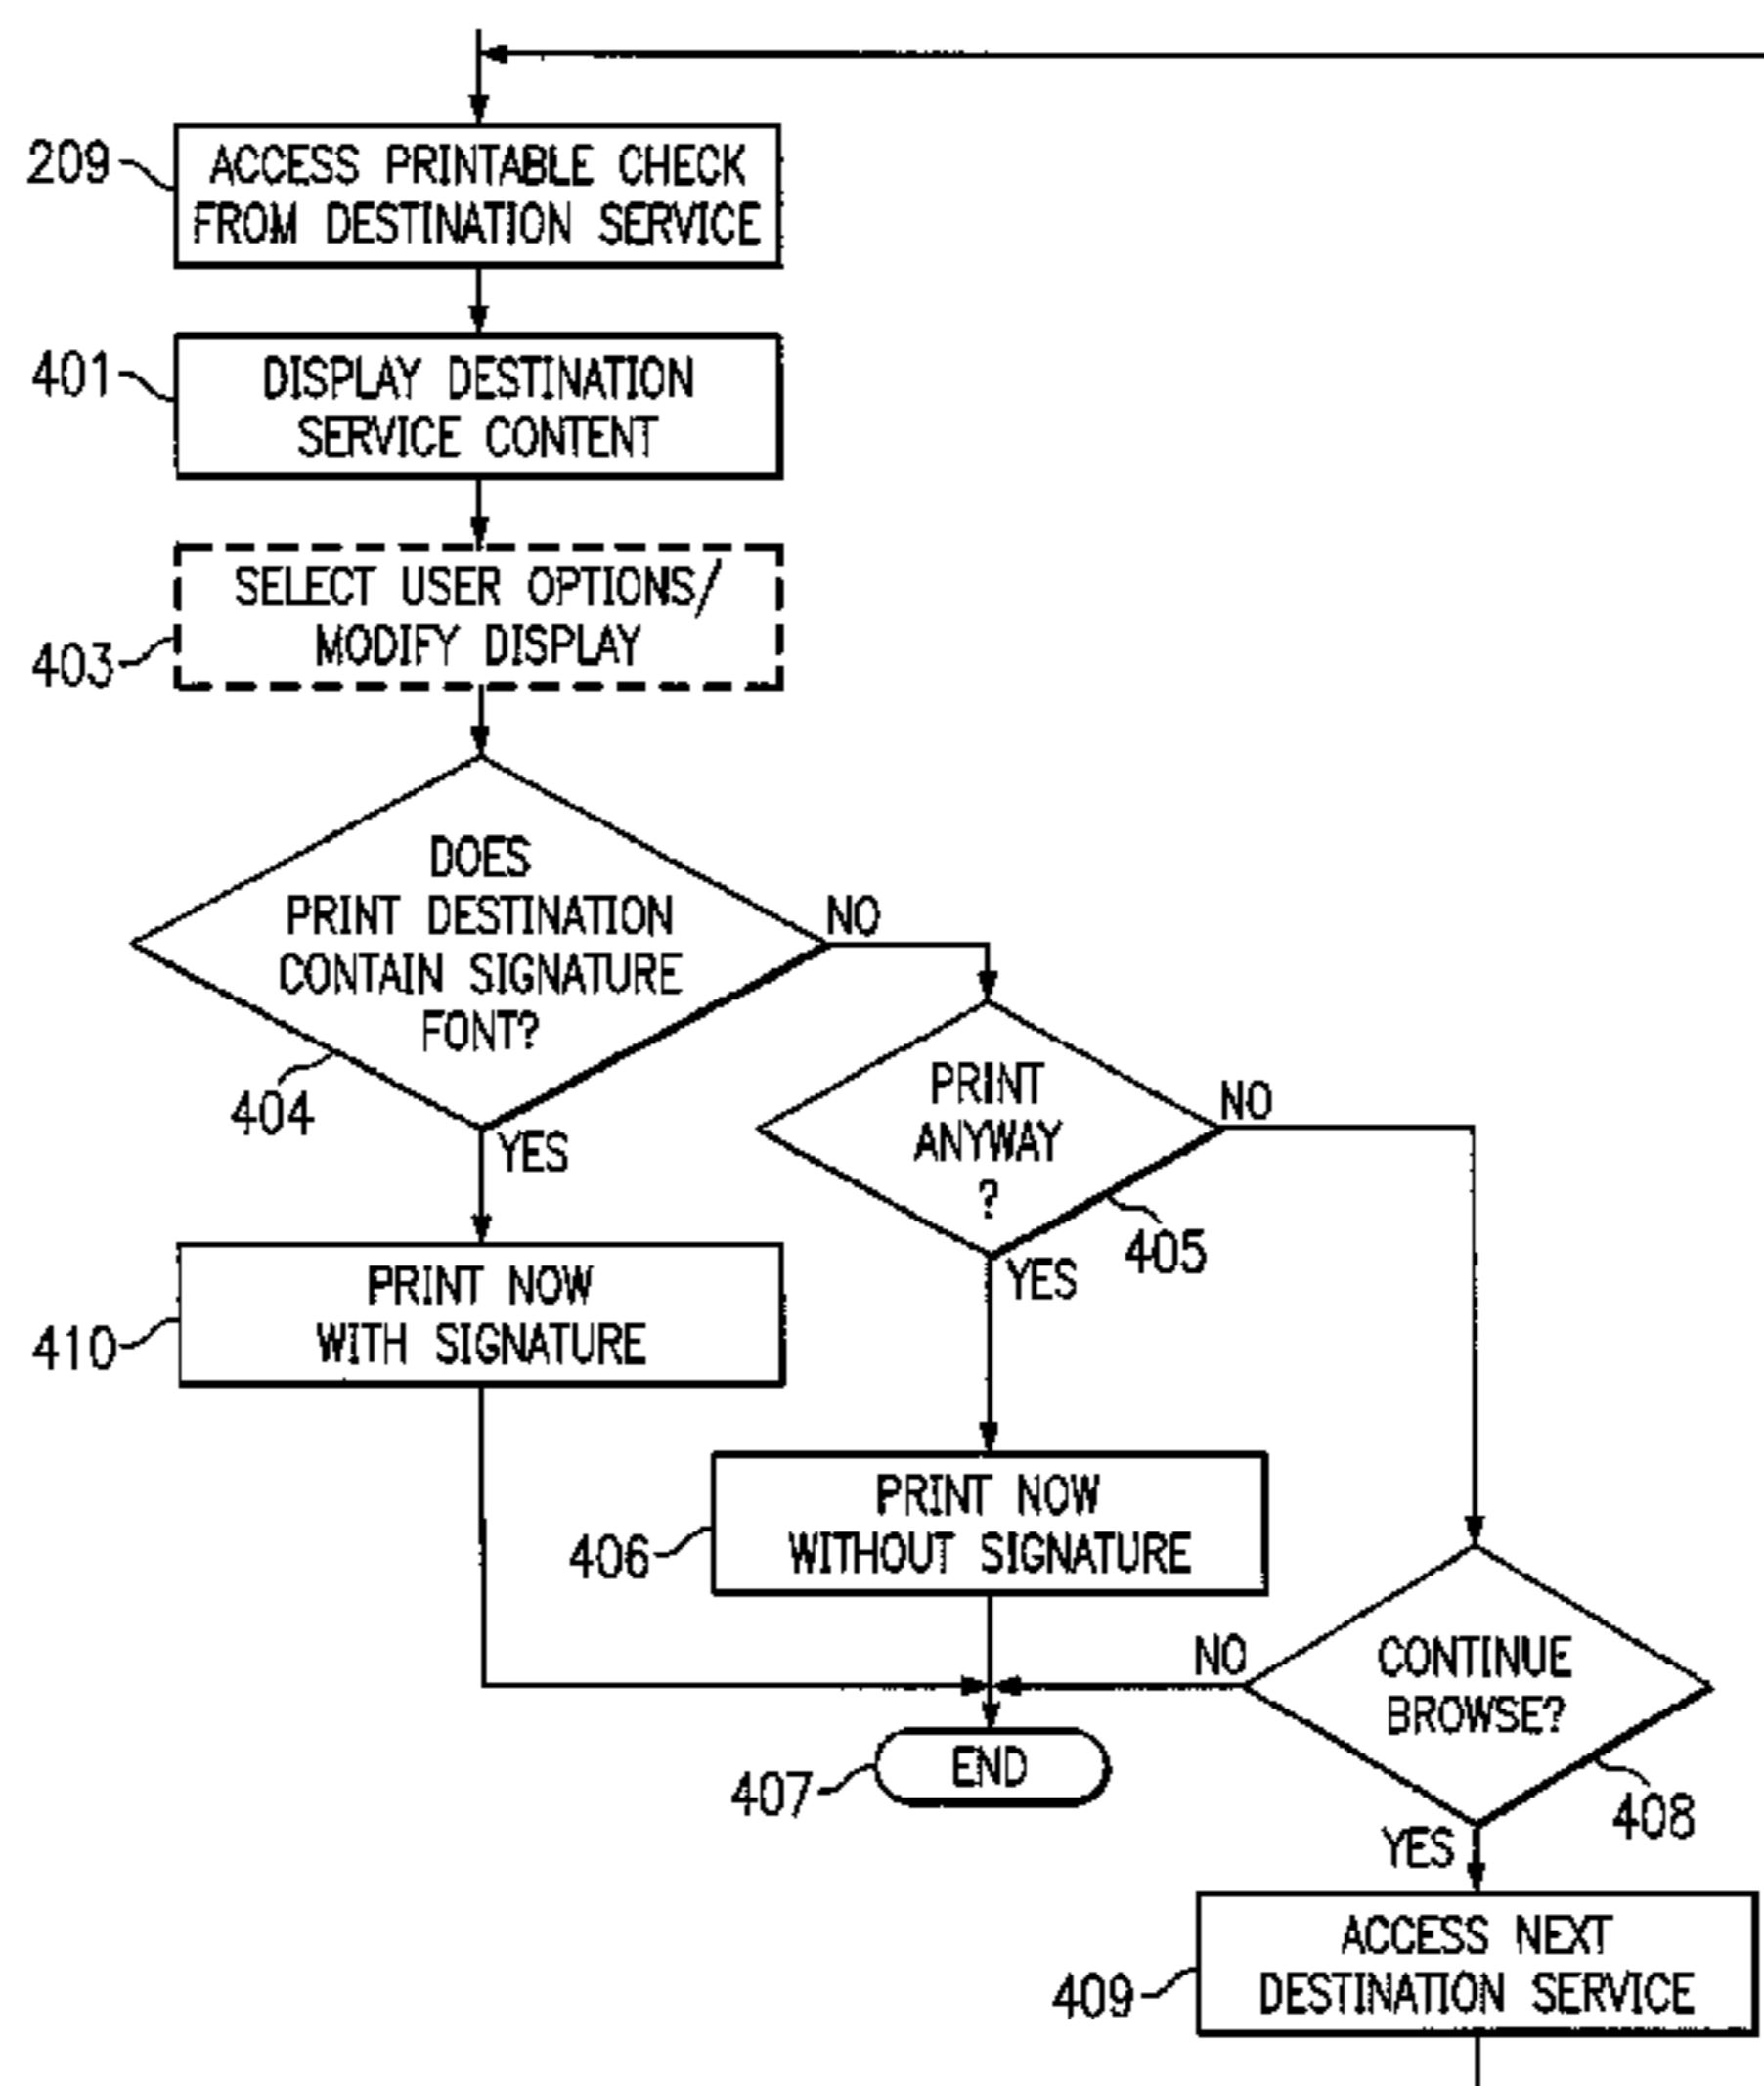 209
ACCESS PRINTABLE CHECK
FROM DESTINATION SERVICE
401
DISPLAY DESTINATION
SERVICE CONTENT
403
SELECT USER OPTIONS/
MODIFY DISPLAY
DOES
PRINT DESTINATION
CONTAIN SIGNATURE
FONT?
404
NO
YES
PRINT
ANYWAY
?
405
NO
YES
410
PRINT NOW
WITH SIGNATURE
406
PRINT NOW
WITHOUT SIGNATURE
CONTINUE
BROWSE?
408
NO
YES
407
END
409
ACCESS NEXT
DESTINATION SERVICE